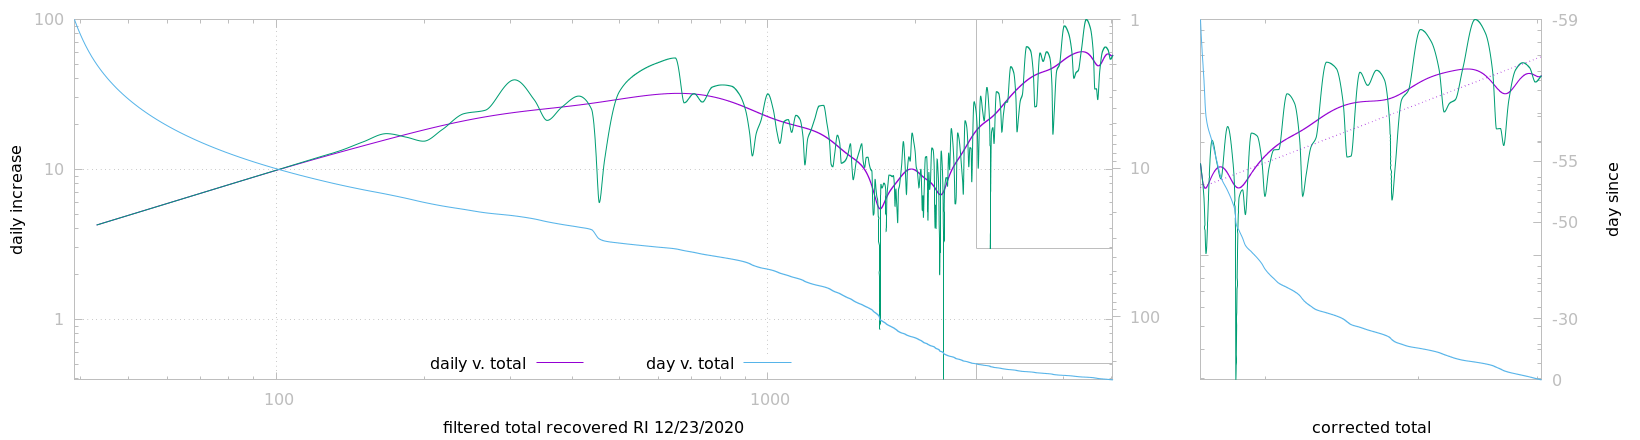 100
10
1
daily increase
100
1000
filtered total recovered RI 12/23/2020
daily v. total
day v. total
1
10
100
-59
-55
-50
-30
0
day since
corrected total